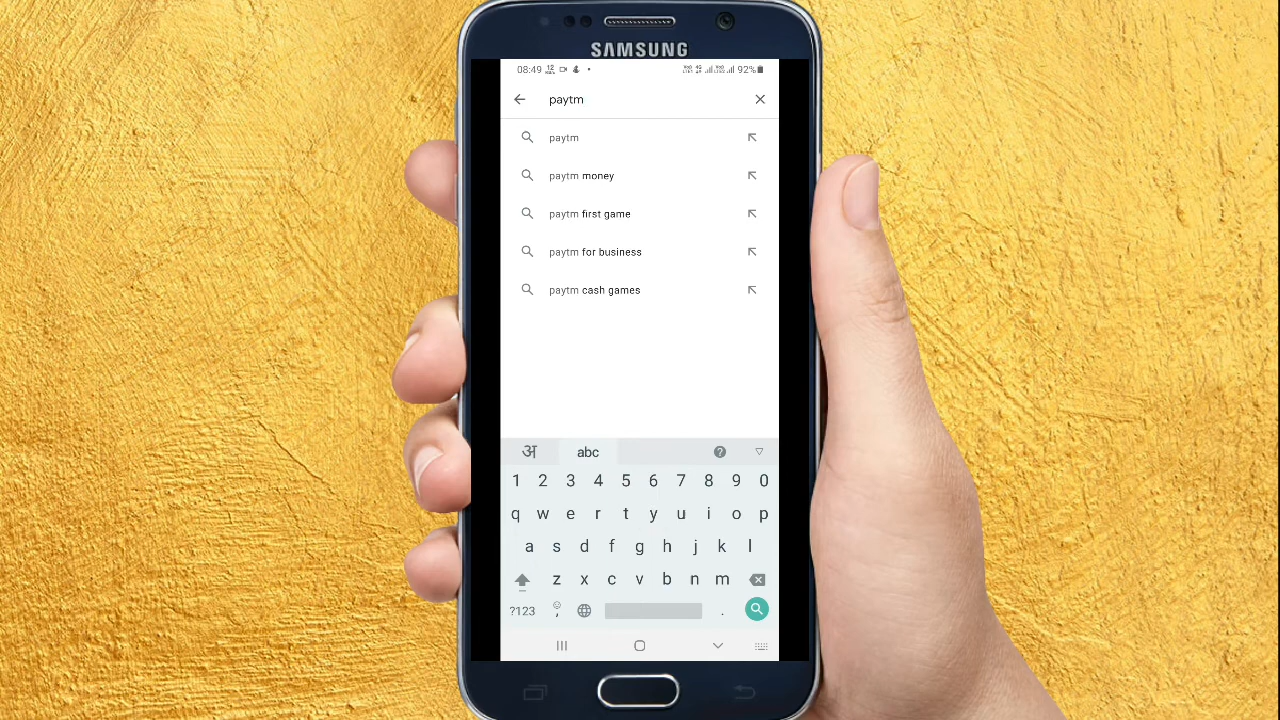 SAMSUNG
08:49 12 92%
paytm
paytm
paytm money
paytm first game
paytm for business
paytm cash games
अ abc ?
1 2 3 4 5 6 7 8 9 0
q w e r t y u i o p
a s d f g h j k l
z x c v b n m
?123 , .